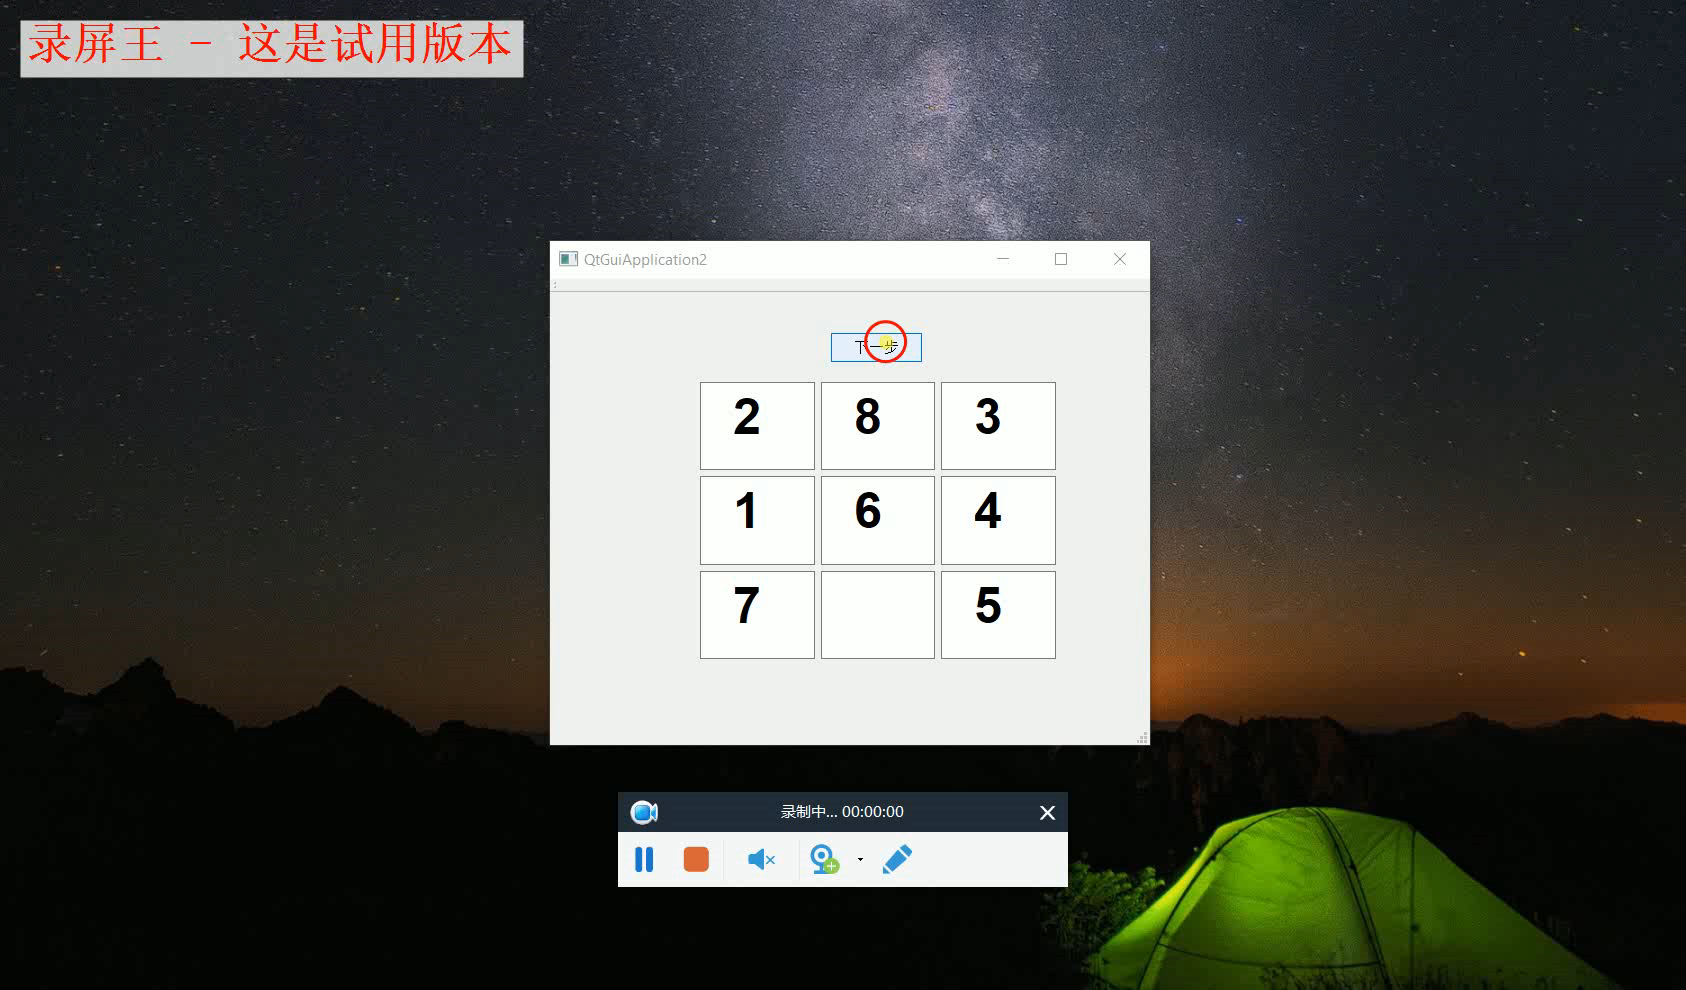 录屏王 - 这是试用版本
QtGuiApplication2
下一步
2 8 3
1 6 4
7 5
录制中... 00:00:00